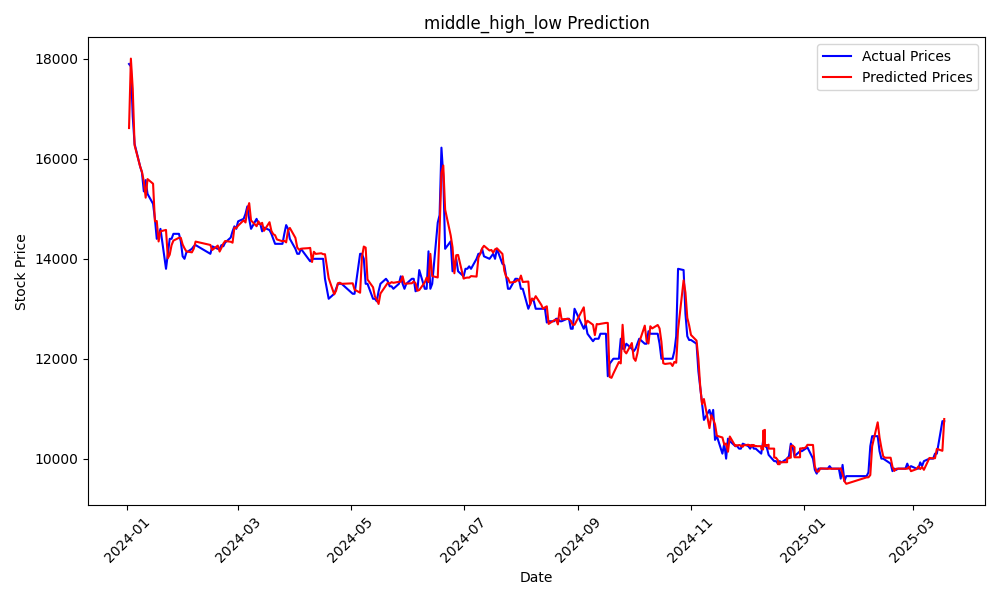 middle_high_low Prediction
Actual Prices
Predicted Prices
Stock Price
18000
16000
14000
12000
10000
2024-01
2024-03
2024-05
2024-07
2024-09
2024-11
2025-01
2025-03
Date